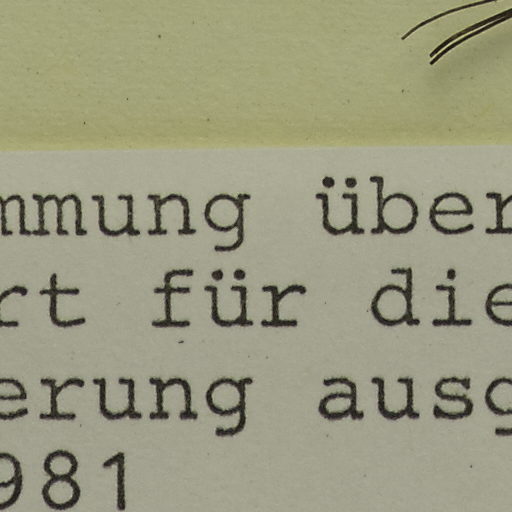 mmung über
rt für die
erung ausg
981